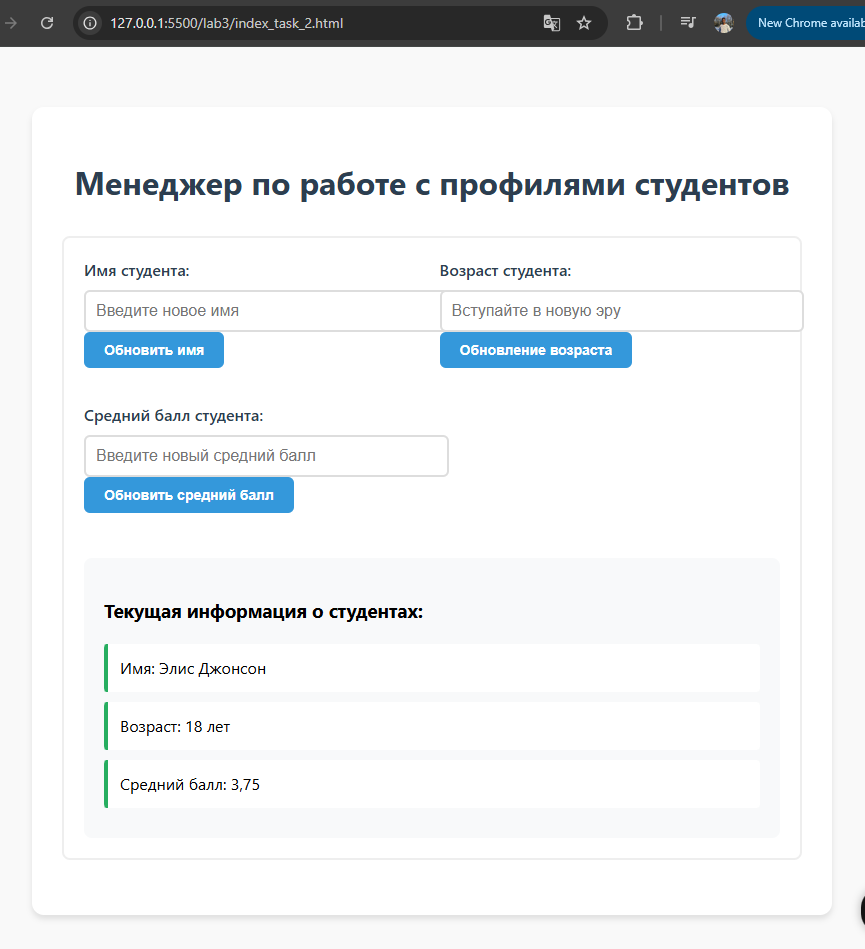 127.0.0.1:5500/lab3/index_task_2.html
New Chrome availab
Менеджер по работе с профилями студентов
Имя студента:
Возраст студента:
Введите новое имя
Вступайте в новую эру
Обновить имя
Обновление возраста
Средний балл студента:
Введите новый средний балл
Обновить средний балл
Текущая информация о студентах:
Имя: Элис Джонсон
Возраст: 18 лет
Средний балл: 3,75